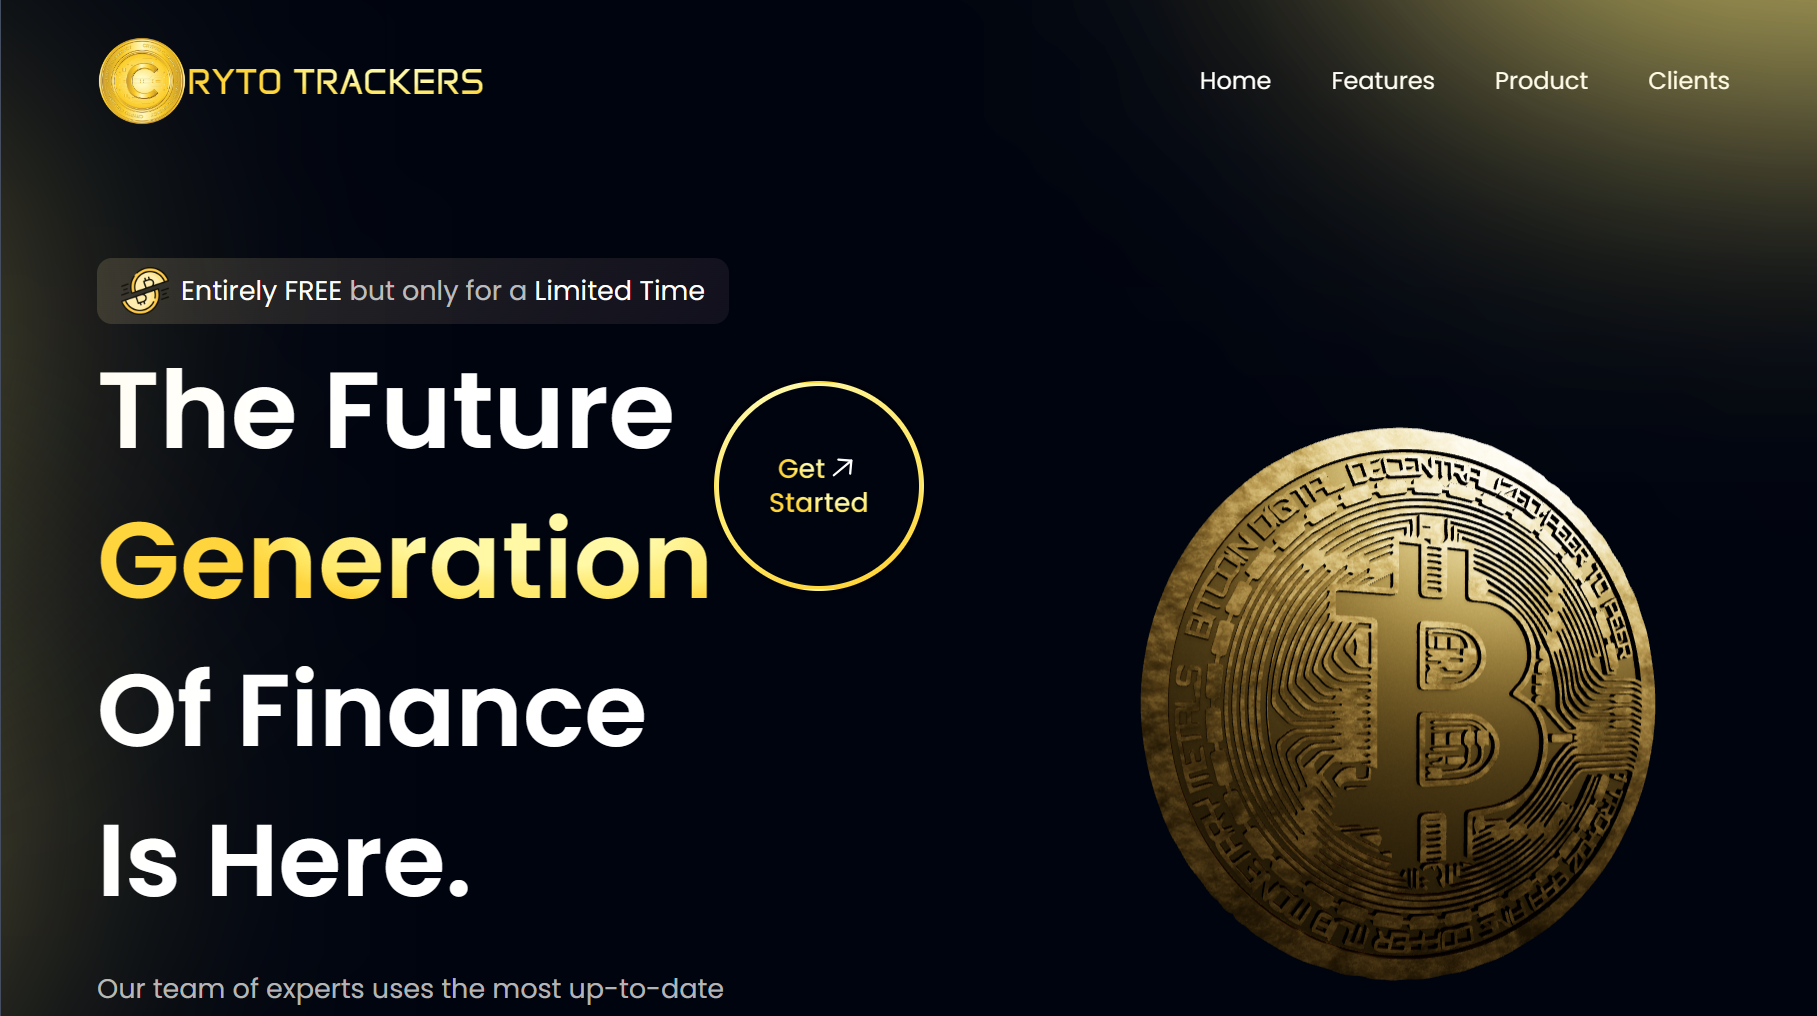 CRYTO TRACKERS
Home Features Product Clients
Entirely FREE but only for a Limited Time
The Future
Generation
Of Finance
Is Here.
Get
Started
Our team of experts uses the most up-to-date